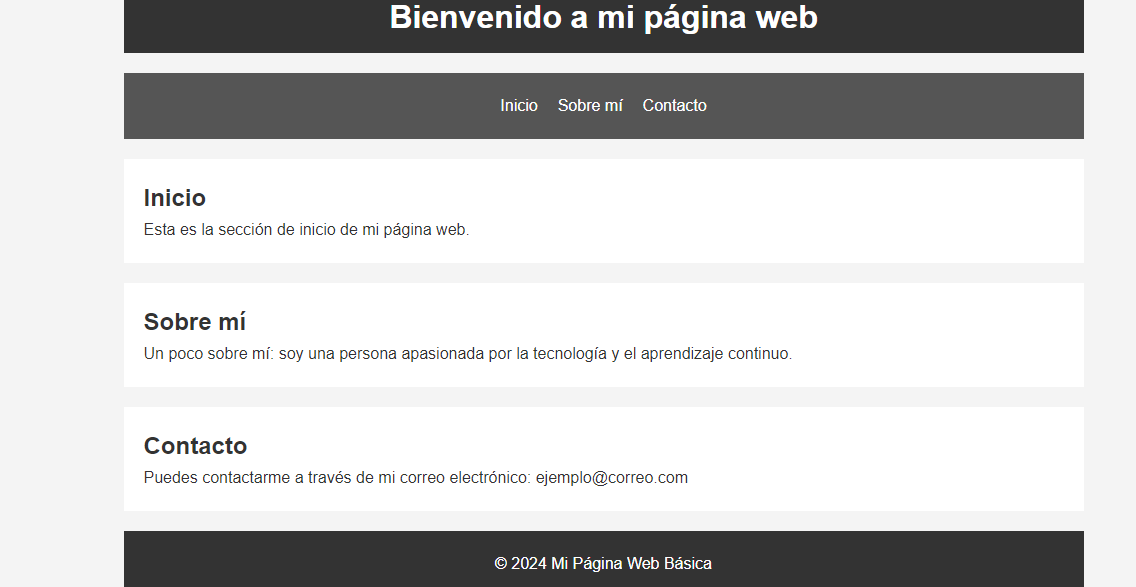 Bienvenido a mi página web
Inicio Sobre mí Contacto
Inicio
Esta es la sección de inicio de mi página web.
Sobre mí
Un poco sobre mí: soy una persona apasionada por la tecnología y el aprendizaje continuo.
Contacto
Puedes contactarme a través de mi correo electrónico: ejemplo@correo.com
© 2024 Mi Página Web Básica